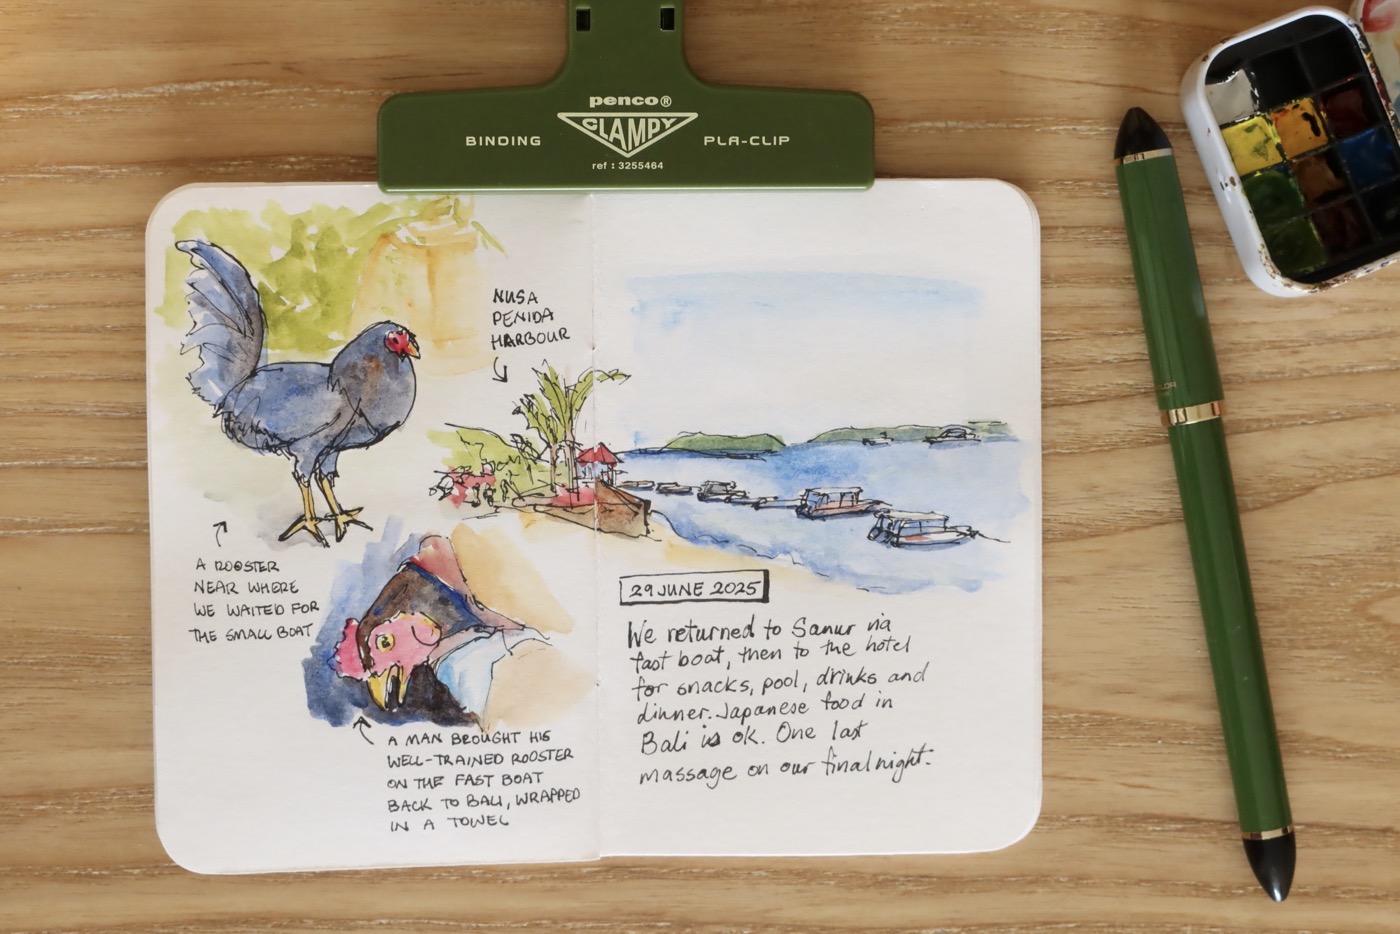 penco®
BINDING CLAMPY PLA-CLIP
ref : 3255464
NUSA
PENIDA
HARBOUR
A ROOSTER
NEAR WHERE
WE WAITED FOR
THE SMALL BOAT
A MAN BROUGHT HIS
WELL-TRAINED ROOSTER
ON THE FAST BOAT
BACK TO BALI, WRAPPED
IN A TOWEL
29 JUNE 2025
We returned to Sanur via
fast boat, then to the hotel
for snacks, pool, drinks and
dinner. Japanese food in
Bali is ok. One last
massage on our final night.